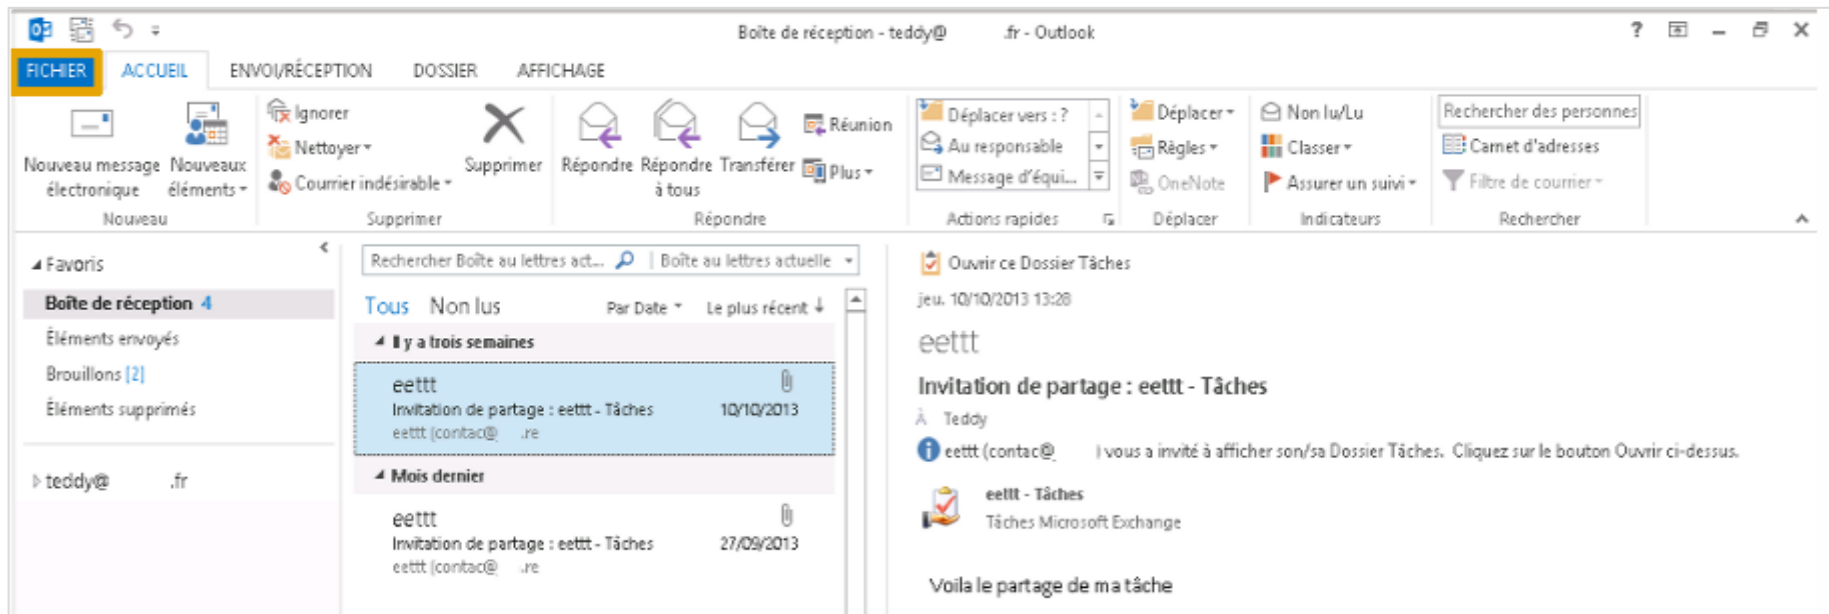 Boîte de réception - teddy@ .fr - Outlook
?
FICHIER ACCUEIL ENVOI/RÉCEPTION DOSSIER AFFICHAGE
Nouveau message électronique
Nouveaux éléments
Nouveau
Ignorer
Nettoyer
Courrier indésirable
Supprimer
Supprimer
Répondre
Répondre à tous
Transférer
Réunion
Plus
Répondre
Déplacer vers : ?
Au responsable
Message d'équi...
Actions rapides
Déplacer
Règles
OneNote
Déplacer
Non lu/Lu
Classer
Assurer un suivi
Indicateurs
Rechercher des personnes
Carnet d'adresses
Filtre de courrier
Rechercher
Favoris
Boîte de réception 4
Éléments envoyés
Brouillons [2]
Éléments supprimés
teddy@ .fr
Rechercher Boîte au lettres act... Boîte au lettres actuelle
Tous Non lus Par Date Le plus récent ↓
Il y a trois semaines
eettt
Invitation de partage : eettt - Tâches 10/10/2013
eettt (contac@ .re
Mois dernier
eettt
Invitation de partage : eettt - Tâches 27/09/2013
eettt (contac@ .re
Ouvrir ce Dossier Tâches
jeu. 10/10/2013 13:28
eettt
Invitation de partage : eettt - Tâches
À Teddy
eettt (contac@ ) vous a invité à afficher son/sa Dossier Tâches. Cliquez sur le bouton Ouvrir ci-dessus.
eettt - Tâches
Tâches Microsoft Exchange
Voila le partage de ma tâche